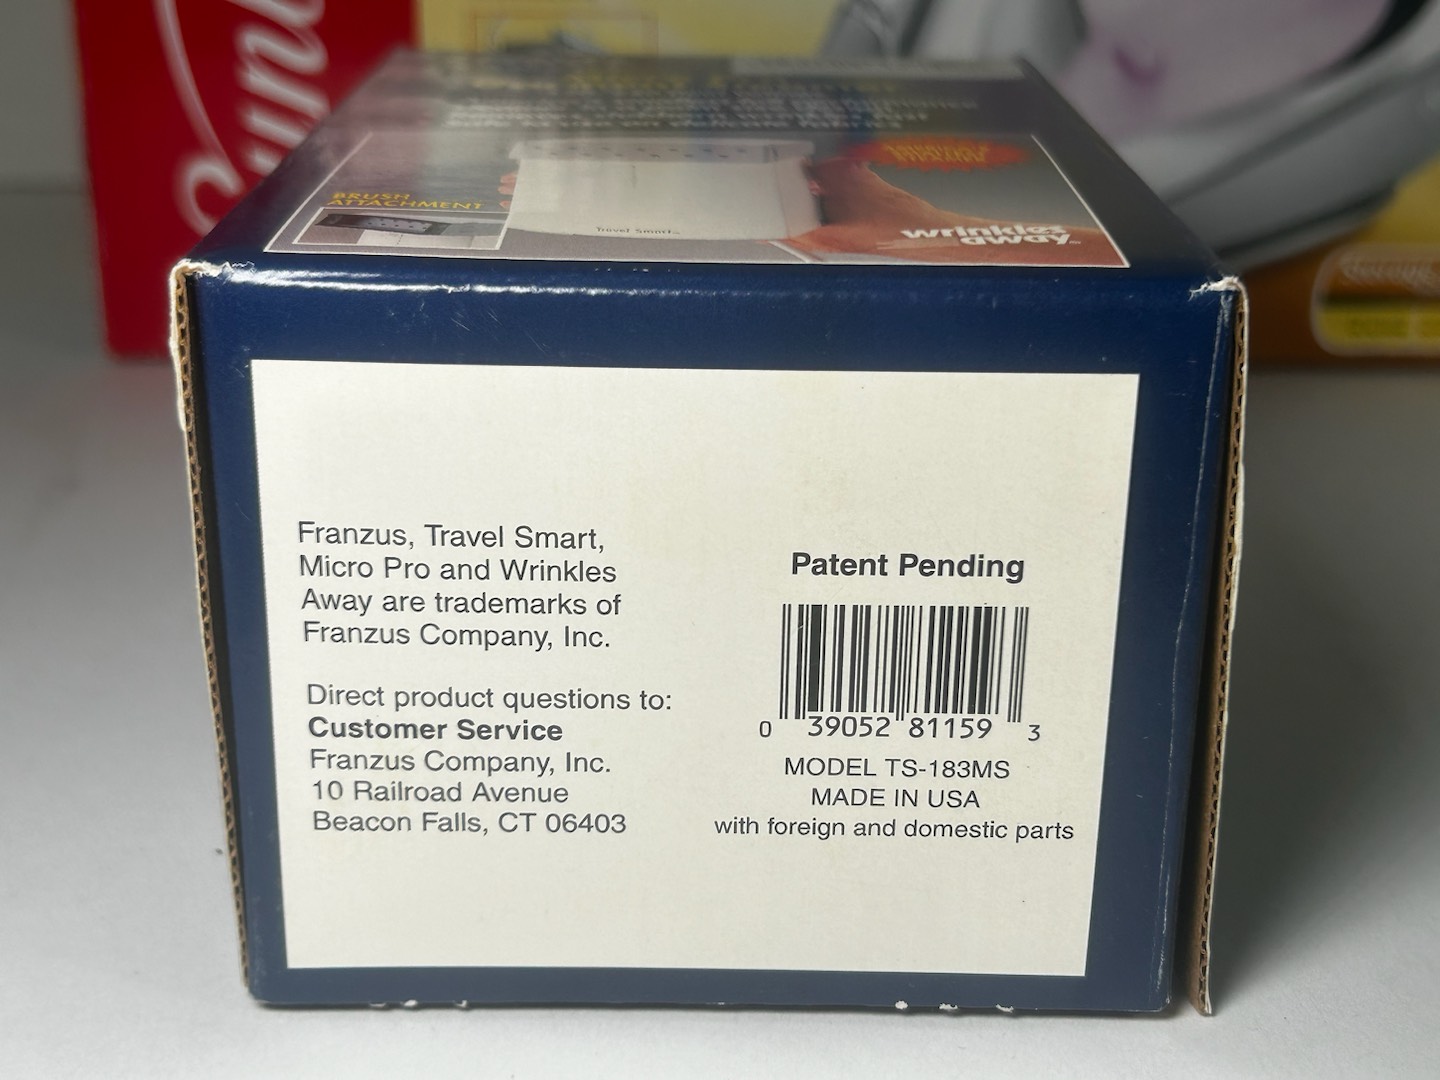 BRUSH
ATTACHMENT
Travel Smart
wrinkles
away
Franzus, Travel Smart,
Micro Pro and Wrinkles
Away are trademarks of
Franzus Company, Inc.
Direct product questions to:
Customer Service
Franzus Company, Inc.
10 Railroad Avenue
Beacon Falls, CT 06403
Patent Pending
0 39052 81159 3
MODEL TS-183MS
MADE IN USA
with foreign and domestic parts